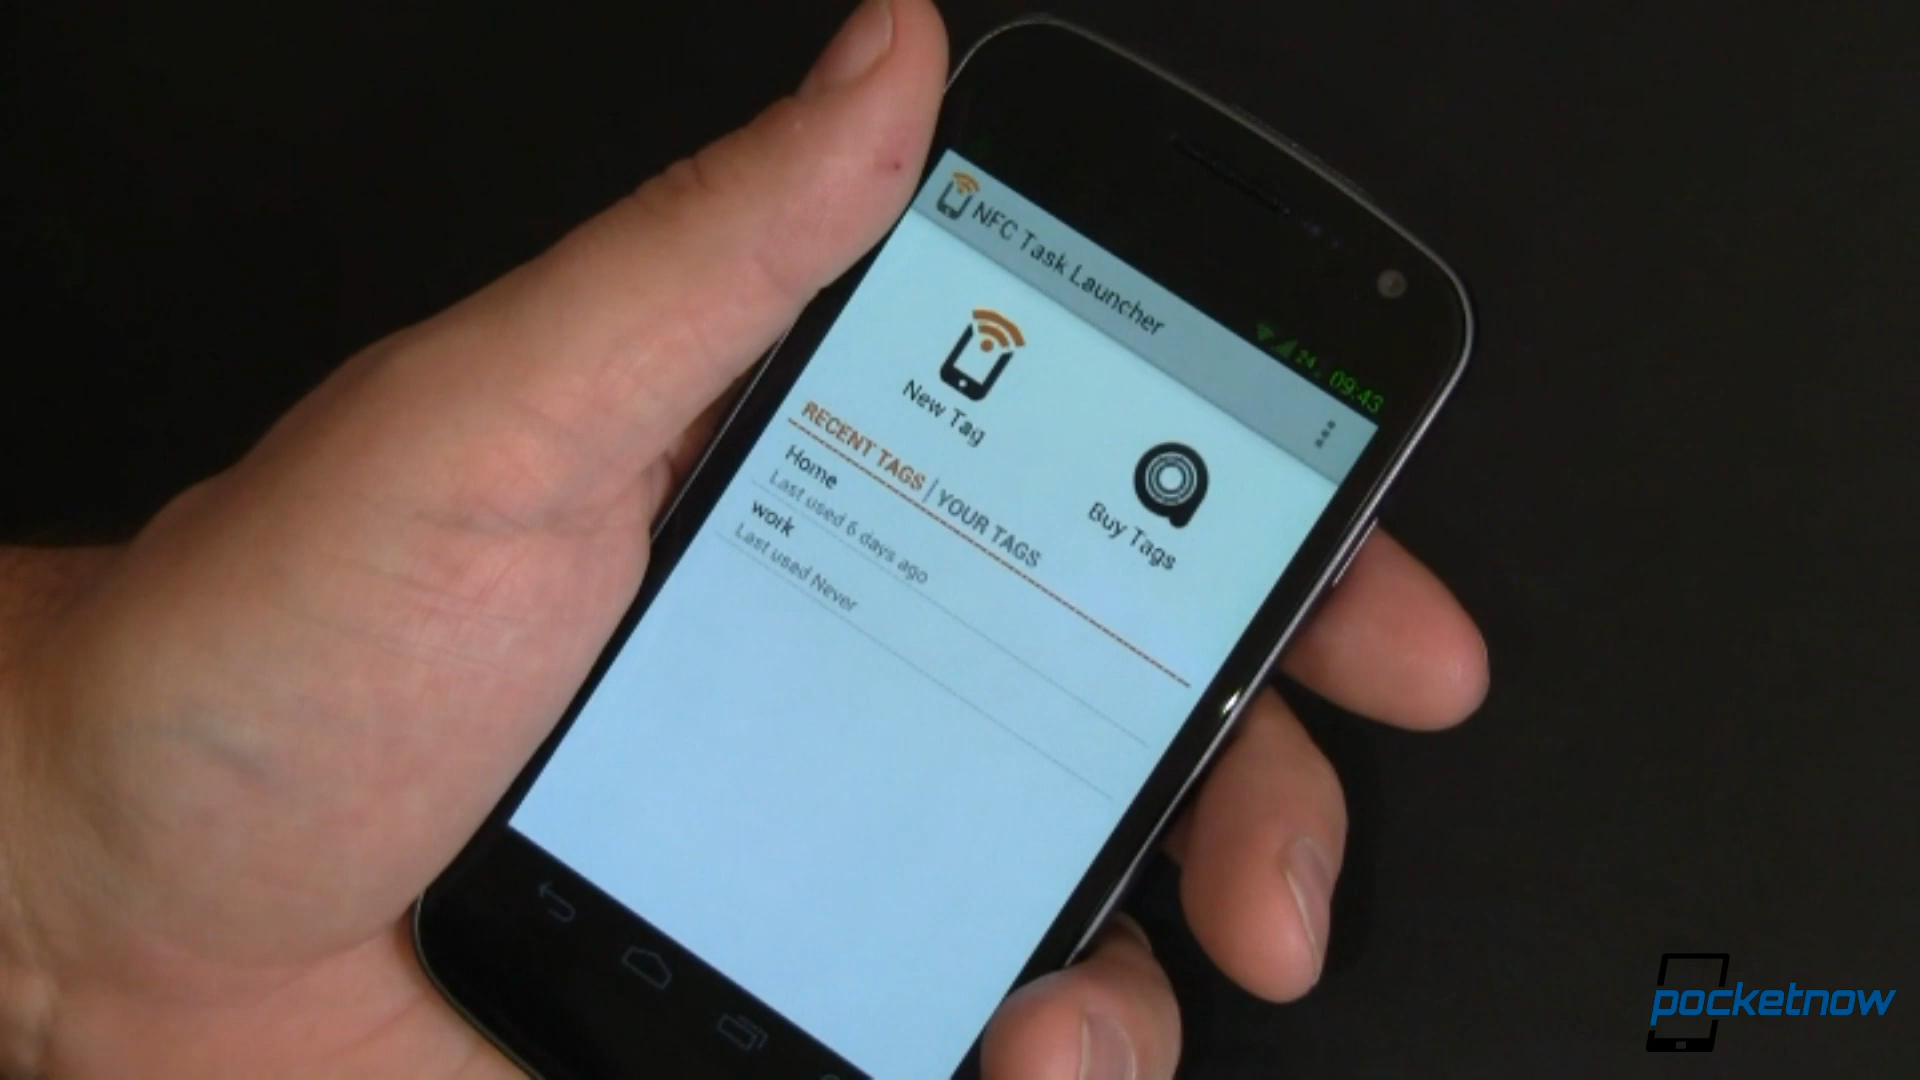 24 09:43
NFC Task Launcher
New Tag
Buy Tags
RECENT TAGS | YOUR TAGS
Home
Last used 6 days ago
work
Last used Never
pocketnow